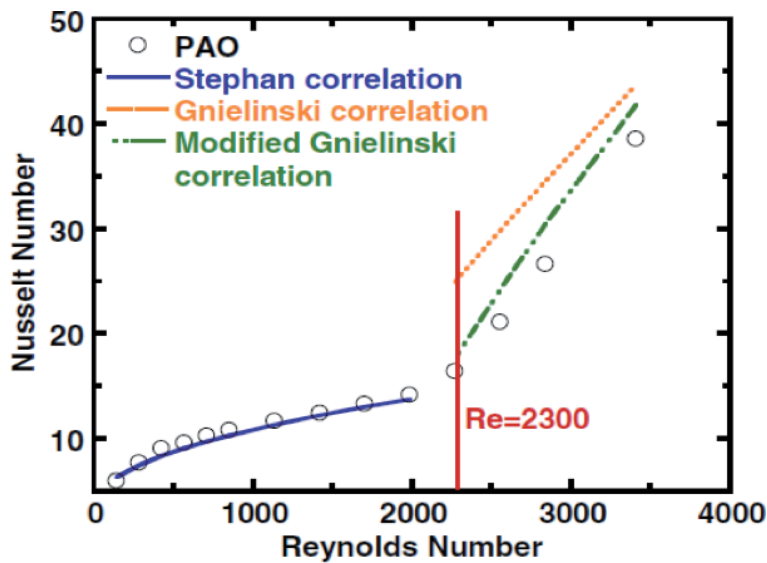 50
40
30
20
10
Nusselt Number
PAO
Stephan correlation
Gnielinski correlation
Modified Gnielinski
correlation
Re=2300
0 1000 2000 3000 4000
Reynolds Number